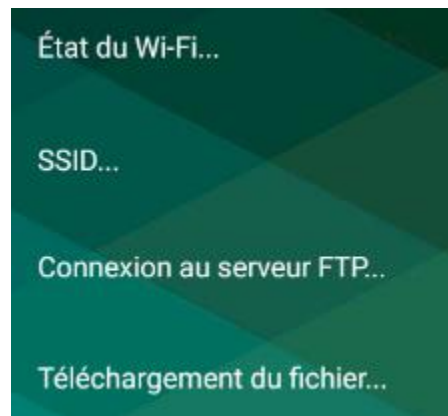 État du Wi-Fi...
SSID...
Connexion au serveur FTP...
Téléchargement du fichier...